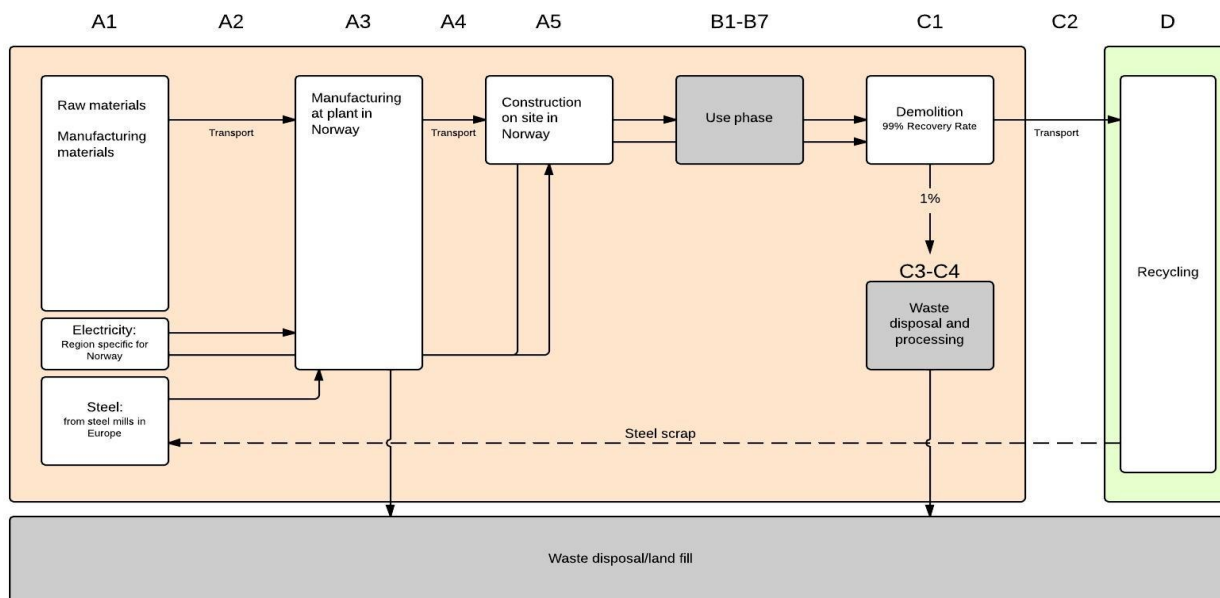 A1 A2 A3 A4 A5 B1-B7 C1 C2 D
Raw materials
Manufacturing
materials
Transport
Manufacturing
at plant in
Norway
Transport
Construction
on site in
Norway
Use phase
Demolition
99% Recovery Rate
Transport
Recycling
1%
C3-C4
Waste
disposal and
processing
Electricity:
Region specific for
Norway
Steel:
from steel mills in
Europe
Steel scrap
Waste disposal/land fill